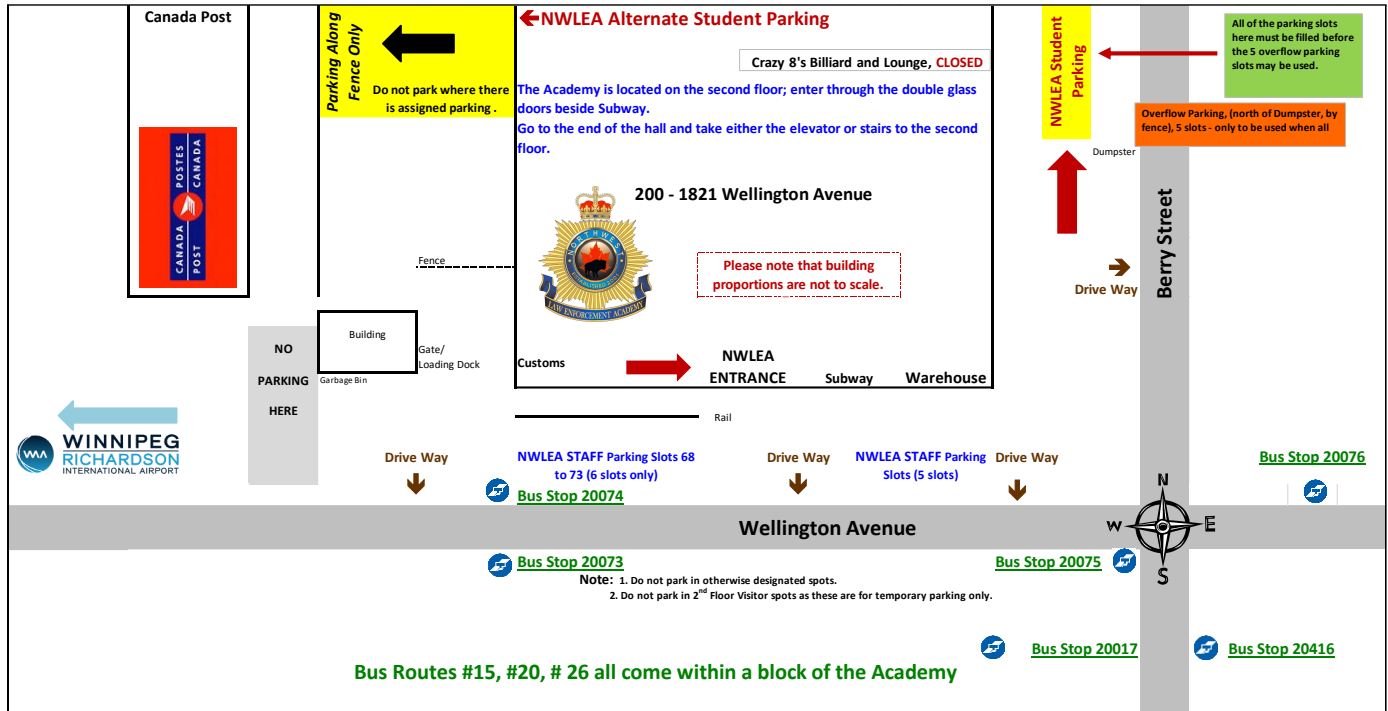 Canada Post
CANADA POSTES
POST CANADA
Parking Along
Fence Only
Do not park where there
is assigned parking .
NWLEA Alternate Student Parking
Crazy 8's Billiard and Lounge, CLOSED
The Academy is located on the second floor; enter through the double glass
doors beside Subway.
Go to the end of the hall and take either the elevator or stairs to the second
floor.
200 - 1821 Wellington Avenue
NORTHWEST
LAW ENFORCEMENT ACADEMY
Please note that building
proportions are not to scale.
NWLEA Student
Parking
All of the parking slots
here must be filled before
the 5 overflow parking
slots may be used.
Overflow Parking, (north of Dumpster, by
fence), 5 slots - only to be used when all
Dumpster
Berry Street
Drive Way
Fence
Building
Gate/
Loading Dock
Garbage Bin
NO
PARKING
HERE
Customs
NWLEA
ENTRANCE
Subway
Warehouse
Rail
WINNIPEG
RICHARDSON
INTERNATIONAL AIRPORT
Drive Way
NWLEA STAFF Parking Slots 68
to 73 (6 slots only)
Drive Way
NWLEA STAFF Parking
Slots (5 slots)
Drive Way
Bus Stop 20076
Bus Stop 20074
Wellington Avenue
N
W
E
S
Bus Stop 20073
Bus Stop 20075
Note: 1. Do not park in otherwise designated spots.
2. Do not park in 2nd Floor Visitor spots as these are for temporary parking only.
Bus Stop 20017
Bus Stop 20416
Bus Routes #15, #20, # 26 all come within a block of the Academy